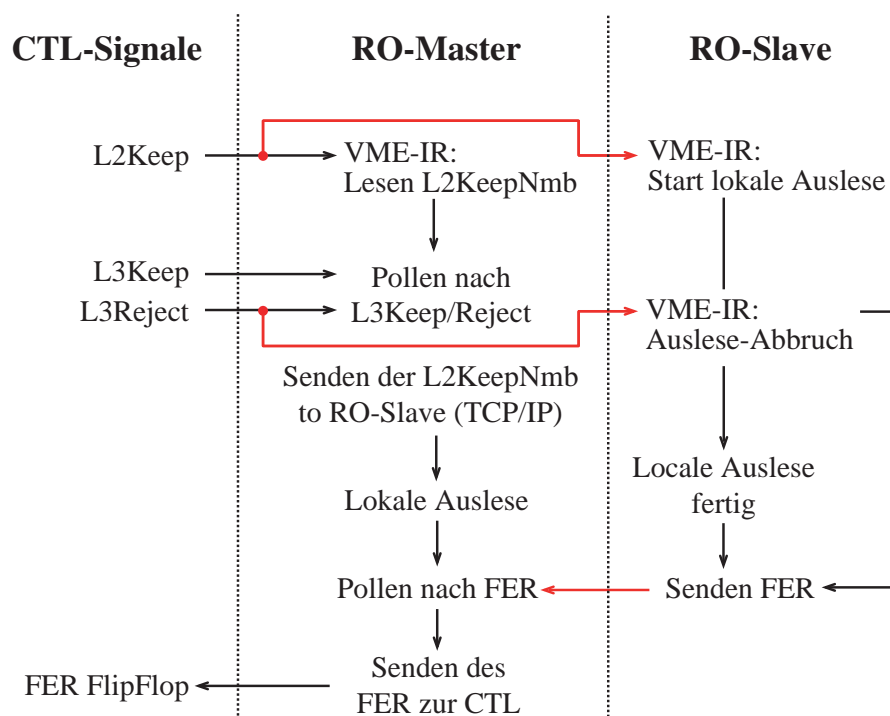 CTL-Signale
RO-Master
RO-Slave
L2Keep
VME-IR:
Lesen L2KeepNmb
VME-IR:
Start lokale Auslese
L3Keep
L3Reject
Pollen nach
L3Keep/Reject
VME-IR:
Auslese-Abbruch
Senden der L2KeepNmb
to RO-Slave (TCP/IP)
Lokale Auslese
Locale Auslese
fertig
Pollen nach FER
Senden FER
FER FlipFlop
Senden des
FER zur CTL